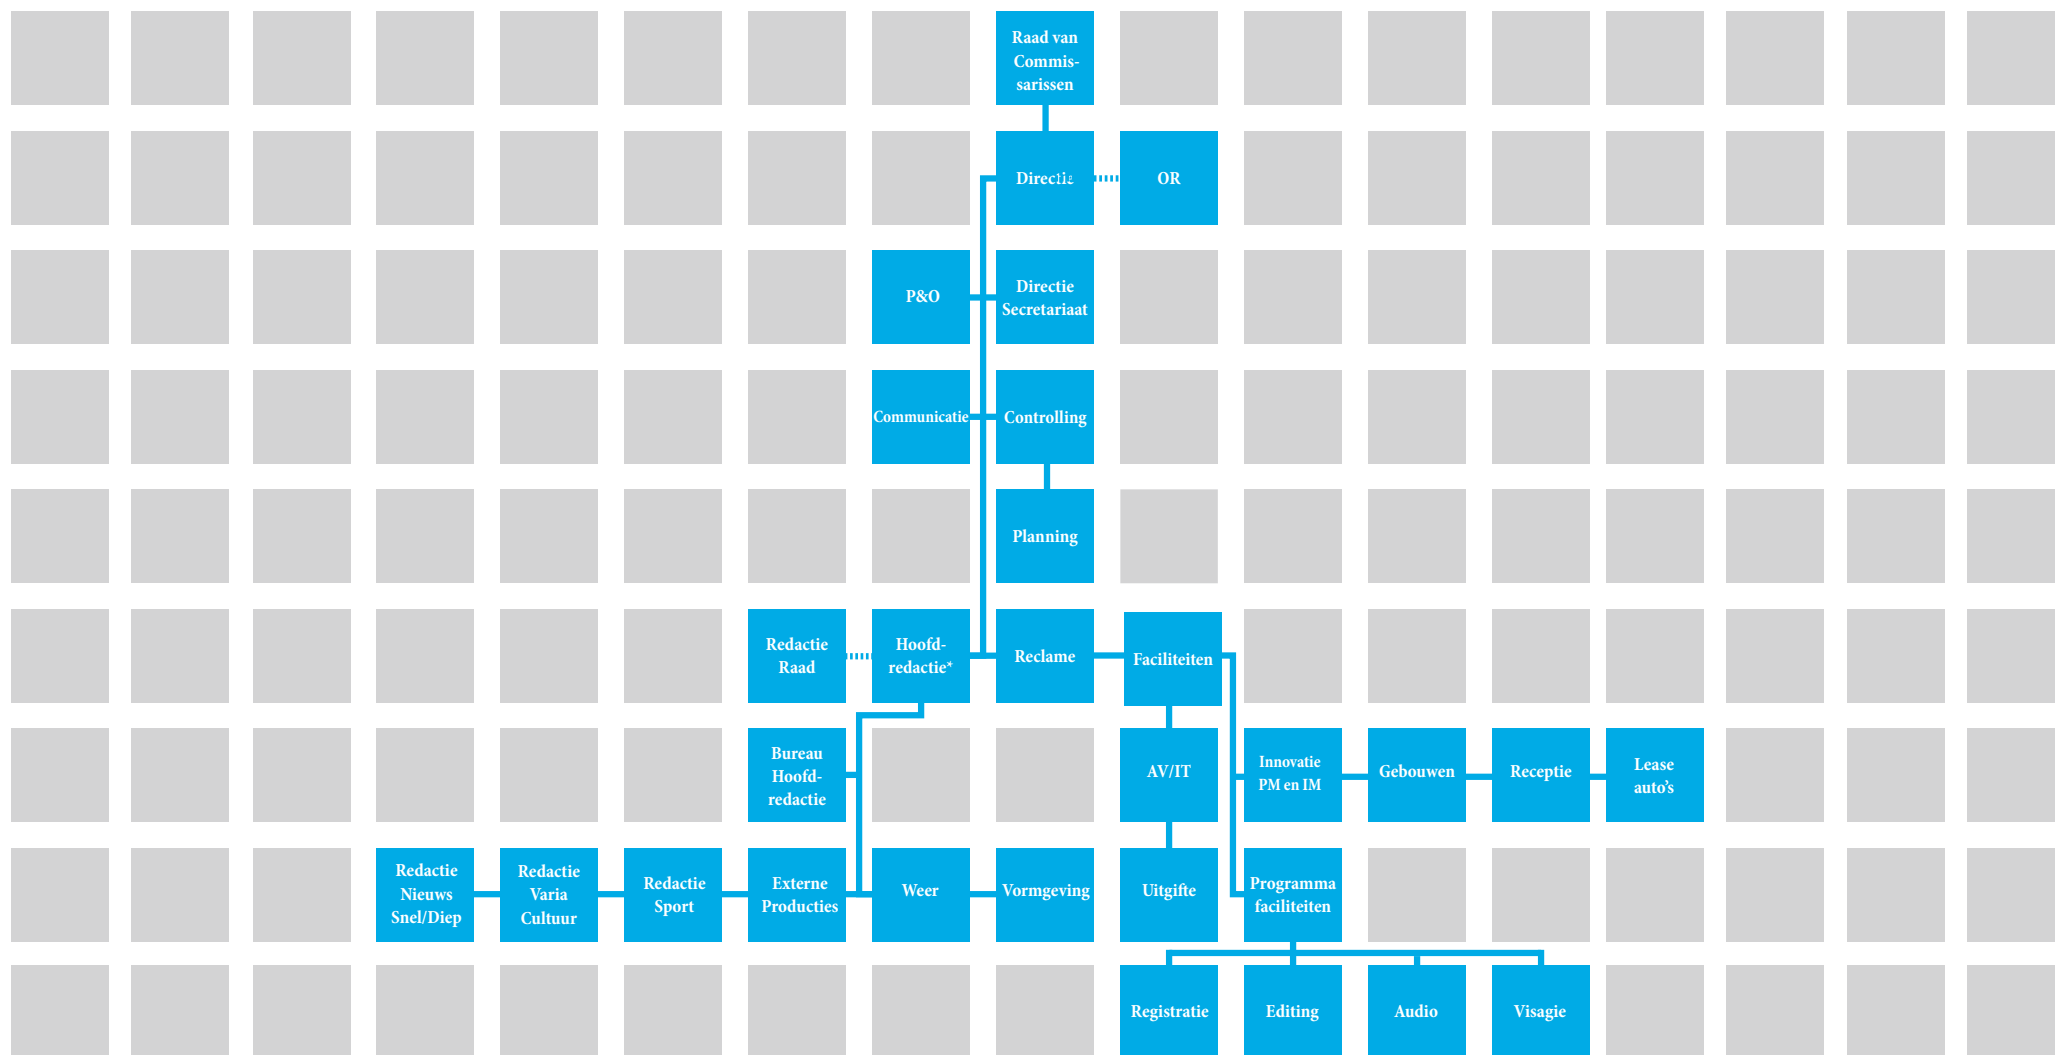 Raad van
Commis-
sarissen
Directie
OR
P&O
Directie
Secretariaat
Communicatie
Controlling
Planning
Redactie
Raad
Hoofd-
redactie*
Reclame
Faciliteiten
Bureau
Hoofd-
redactie
AV/IT
Innovatie
PM en IM
Gebouwen
Receptie
Lease
auto's
Redactie
Nieuws
Snel/Diep
Redactie
Varia
Cultuur
Redactie
Sport
Externe
Producties
Weer
Vormgeving
Uitgifte
Programma
faciliteiten
Registratie
Editing
Audio
Visagie